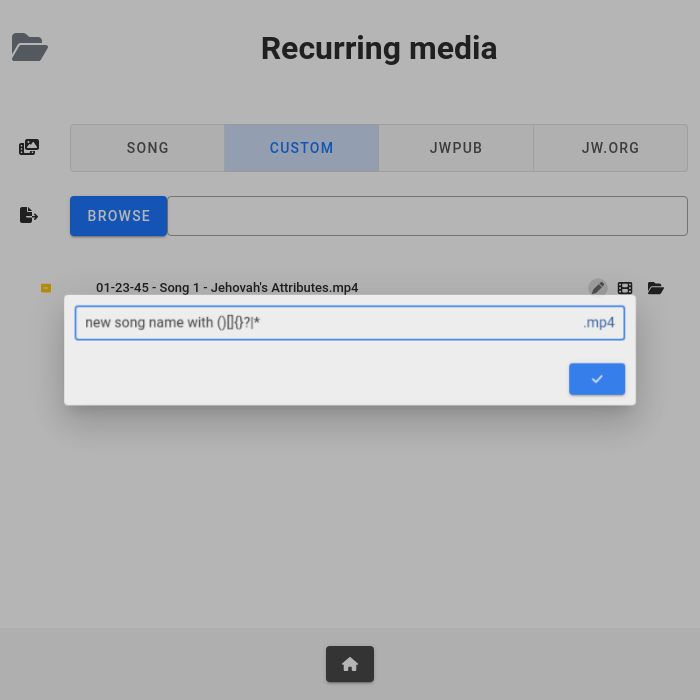 Recurring media
SONG CUSTOM JWPUB JW.ORG
BROWSE
01-23-45 - Song 1 - Jehovah's Attributes.mp4
new song name with ()[]{}?|* .mp4